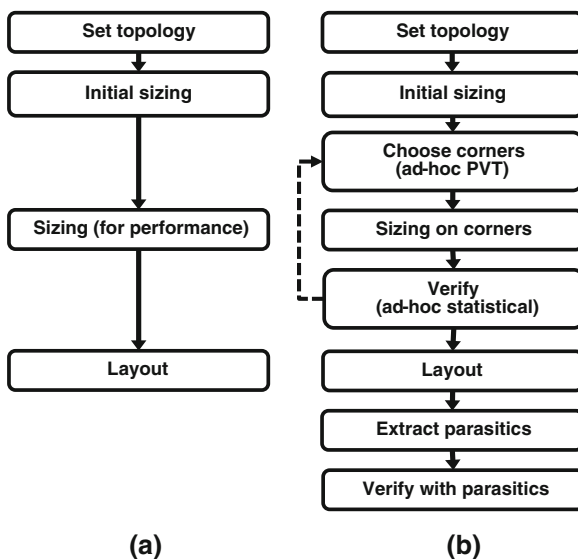 Set topology
Initial sizing
Sizing (for performance)
Layout
(a)
Set topology
Initial sizing
Choose corners
(ad-hoc PVT)
Sizing on corners
Verify
(ad-hoc statistical)
Layout
Extract parasitics
Verify with parasitics
(b)